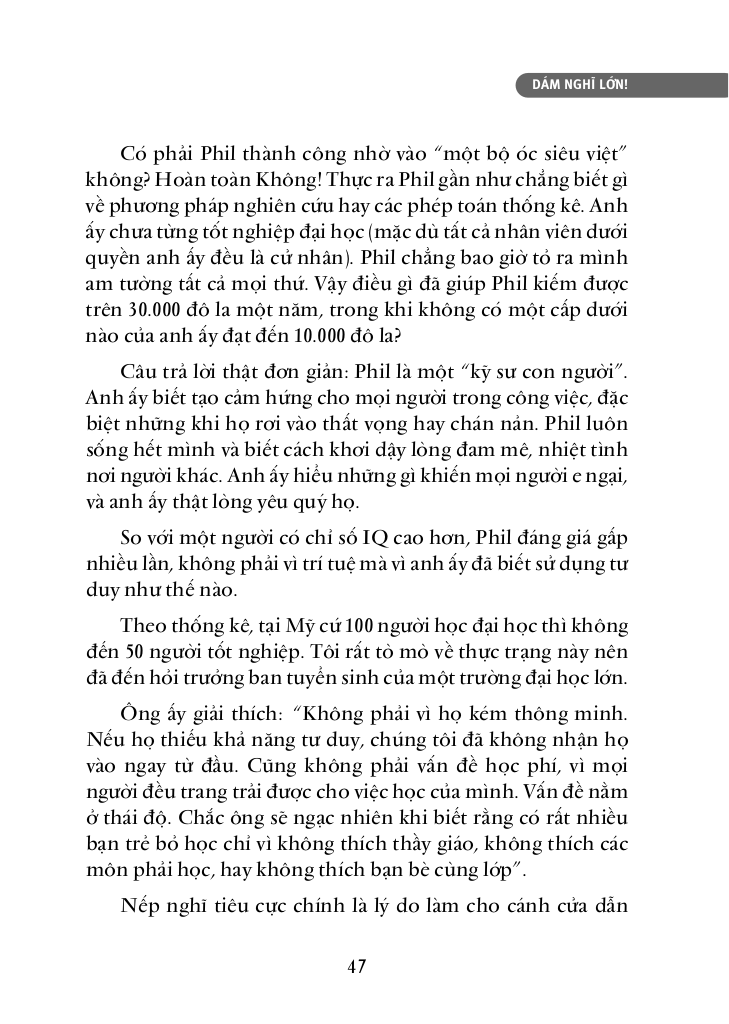 DÁM NGHĨ LỚN!
Có phải Phil thành công nhờ vào “một bộ óc siêu việt”
không? Hoàn toàn Không! Thực ra Phil gần như chẳng biết gì
về phương pháp nghiên cứu hay các phép toán thống kê. Anh
ấy chưa từng tốt nghiệp đại học (mặc dù tất cả nhân viên dưới
quyền anh ấy đều là cử nhân). Phil chẳng bao giờ tỏ ra mình
am tường tất cả mọi thứ. Vậy điều gì đã giúp Phil kiếm được
trên 30.000 đô la một năm, trong khi không có một cấp dưới
nào của anh ấy đạt đến 10.000 đô la?
Câu trả lời thật đơn giản: Phil là một “kỹ sư con người”.
Anh ấy biết tạo cảm hứng cho mọi người trong công việc, đặc
biệt những khi họ rơi vào thất vọng hay chán nản. Phil luôn
sống hết mình và biết cách khơi dậy lòng đam mê, nhiệt tình
nơi người khác. Anh ấy hiểu những gì khiến mọi người e ngại,
và anh ấy thật lòng yêu quý họ.
So với một người có chỉ số IQ cao hơn, Phil đáng giá gấp
nhiều lần, không phải vì trí tuệ mà vì anh ấy đã biết sử dụng tư
duy như thế nào.
Theo thống kê, tại Mỹ cứ 100 người học đại học thì không
đến 50 người tốt nghiệp. Tôi rất tò mò về thực trạng này nên
đã đến hỏi trưởng ban tuyển sinh của một trường đại học lớn.
Ông ấy giải thích: “Không phải vì họ kém thông minh.
Nếu họ thiếu khả năng tư duy, chúng tôi đã không nhận họ
vào ngay từ đầu. Cũng không phải vấn đề học phí, vì mọi
người đều trang trải được cho việc học của mình. Vấn đề nằm
ở thái độ. Chắc ông sẽ ngạc nhiên khi biết rằng có rất nhiều
bạn trẻ bỏ học chỉ vì không thích thầy giáo, không thích các
môn phải học, hay không thích bạn bè cùng lớp”.
Nếp nghĩ tiêu cực chính là lý do làm cho cánh cửa dẫn
47